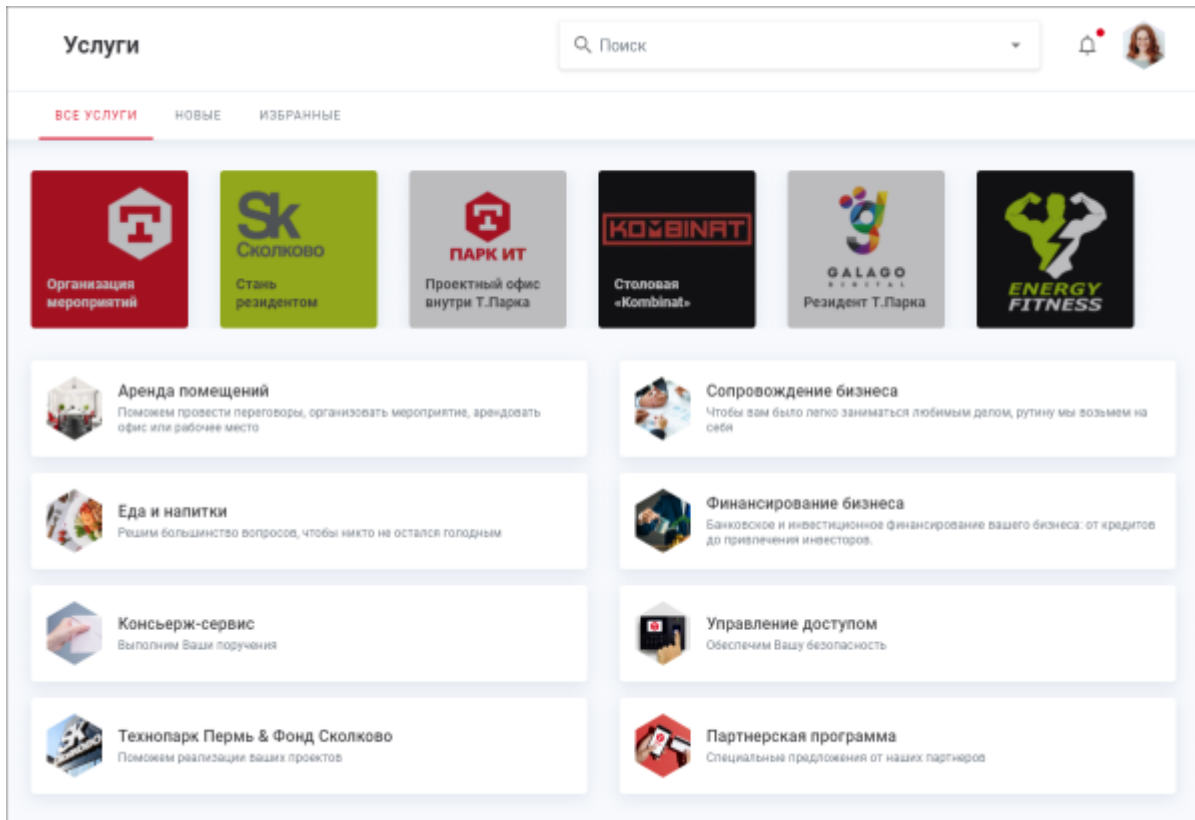 Услуги
Поиск
ВСЕ УСЛУГИ
НОВЫЕ
ИЗБРАННЫЕ
Организация
мероприятий
Sk
Сколково
Стань
резидентом
Т
ПАРК ИТ
Проектный офис
внутри Т.Парка
KOMBINAT
Столовая
«Kombinat»
g
GALAGO
DIGITAL
Резидент Т.Парка
ENERGY
FITNESS
Аренда помещений
Поможем провести переговоры, организовать мероприятие, арендовать
офис или рабочее место
Сопровождение бизнеса
Чтобы вам было легко заниматься любимым делом, рутину мы возьмем на
себя
Еда и напитки
Решим большинство вопросов, чтобы никто не остался голодным
Финансирование бизнеса
Банковское и инвестиционное финансирование вашего бизнеса: от кредитов
до привлечения инвесторов.
Консьерж-сервис
Выполним Ваши поручения
Управление доступом
Обеспечим Вашу безопасность
Технопарк Пермь & Фонд Сколково
Поможем реализации ваших проектов
Партнерская программа
Специальные предложения от наших партнеров